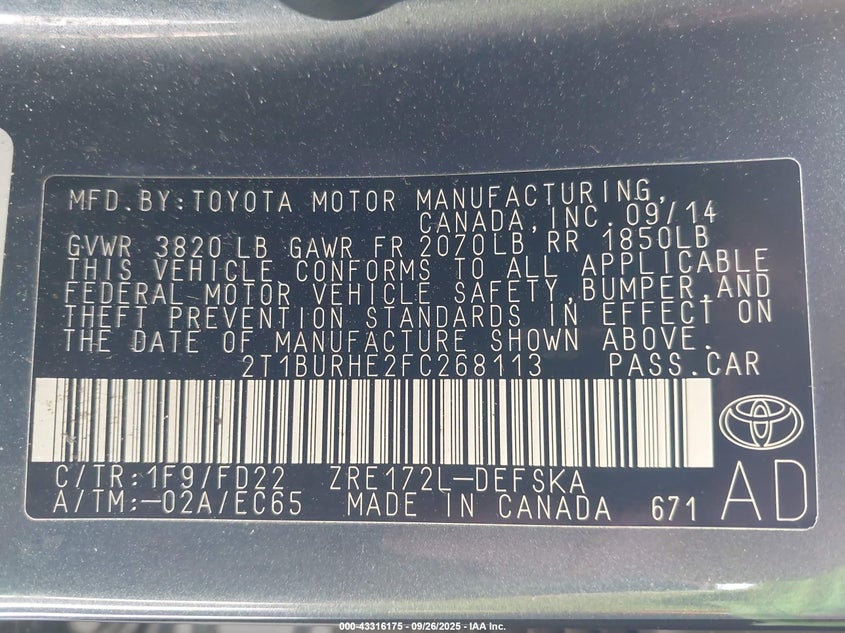 MFD.BY:TOYOTA MOTOR MANUFACTURING,
CANADA,INC.09/14
GVWR 3820 LB GAWR FR 2070LB RR 1850LB
THIS VEHICLE CONFORMS TO ALL APPLICABLE
FEDERAL MOTOR VEHICLE SAFETY,BUMPER,AND
THEFT PREVENTION STANDARDS IN EFFECT ON
THE DATE OF MANUFACTURE SHOWN ABOVE.
2T1BURHE2FC268113 PASS.CAR
C/TR:1F9/FD22 ZRE172L-DEFSKA
A/TM:-02A/EC65 MADE IN CANADA 671 AD
000-43316175 - 09/26/2025 - IAA Inc.